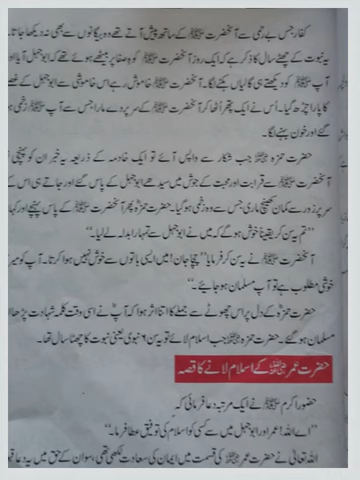 کفار جس بے رحمی سے آنحضرت ﷺ کے ساتھ پیش آتے تھے وہ بیگانوں سے بھی نہ دیکھا جاتا
یہ نبوت کے چھٹے سال کا ذکر ہے کہ ایک روز آنحضرت ﷺ کوہ صفا پر بیٹھے ہوئے تھے کہ ابوجہل آیا اور
آپ ﷺ کو دیکھتے ہی گالیاں بکنے لگا۔ آنحضرت ﷺ خاموش رہے اس خاموشی سے ابوجہل کے غصے
کا پارا چڑھ گیا۔ اُس نے ایک پتھر اُٹھا کر آنحضرت ﷺ کے سر پر دے مارا جس سے آپ ﷺ زخمی ہو
گئے اور خون بہنے لگا۔
حضرت حمزہ ؓ جب شکار سے واپس آئے تو ایک خادمہ کے ذریعہ یہ خبر ان کو پہنچی
آنحضرت ﷺ سے قرابت اور محبت کے جوش میں سیدھے ابوجہل کے پاس گئے اور جاتے ہی اس کے
سر پر زور سے کمان کھینچ ماری جس سے وہ زخمی ہو گیا۔ حضرت حمزہ ؓ پھر آنحضرت ﷺ کے پاس پہنچے اور کہا
”تم یہ سن کر یقیناً خوش ہو گے کہ میں نے ابوجہل سے تمہارا بدلہ لے لیا۔“
آنحضرت ﷺ نے یہ سن کر فرمایا ”چچا جان! میں ایسی باتوں سے خوش نہیں ہوا کرتا۔ آپ کو میری
خوشی مطلوب ہے تو آپ مسلمان ہو جائیے۔“
حضرت حمزہؓ کے دل پر اس چھوٹے سے جملے کا اتنا اثر ہوا کہ آپؓ نے اسی وقت کلمہ شہادت پڑھا
مسلمان ہو گئے۔ حضرت حمزہ ؓ جب اسلام لائے تو یہ سن ۶ نبوی یعنی نبوت کا چھٹا سال تھا۔
حضرت عمر ؓ کے اسلام لانے کا قصہ
حضور اکرم ﷺ نے ایک مرتبہ دعا فرمائی کہ
”اے اللہ! عمر اور ابوجہل میں سے کسی کو اسلام کی توفیق عطا فرما۔“
اللہ تعالیٰ نے حضرت عمر ؓ کی قسمت میں ایمان کی سعادت لکھی تھی، سو ان کے حق میں یہ دعا